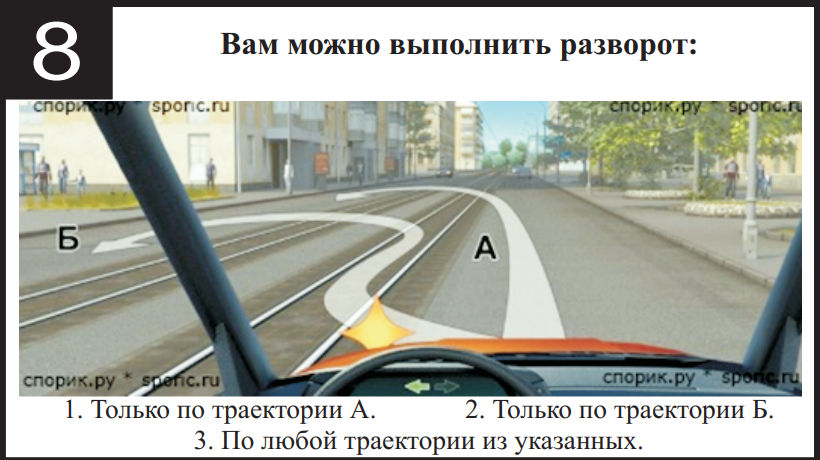 8
Вам можно выполнить разворот:
спорик.ру * sporic.ru
спорик.ру * sporic.ru
Б
А
спорик.ру * sporic.ru
спорик.ру * sporic.ru
1. Только по траектории А.
2. Только по траектории Б.
3. По любой траектории из указанных.